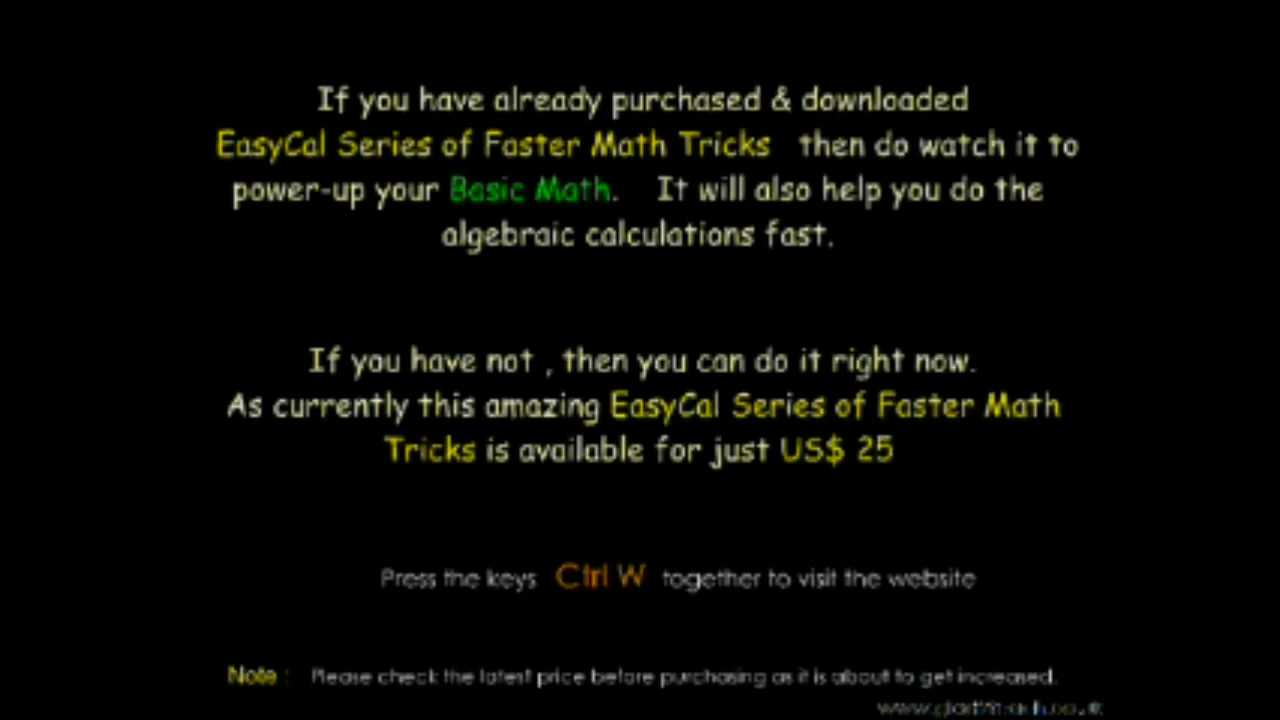 If you have already purchased & downloaded
EasyCal Series of Faster Math Tricks then do watch it to
power-up your Basic Math. It will also help you do the
algebraic calculations fast.
If you have not , then you can do it right now.
As currently this amazing EasyCal Series of Faster Math
Tricks is available for just US$ 25
Press the keys Ctrl W together to visit the website
Note : Please check the latest price before purchasing as it is about to get increased.